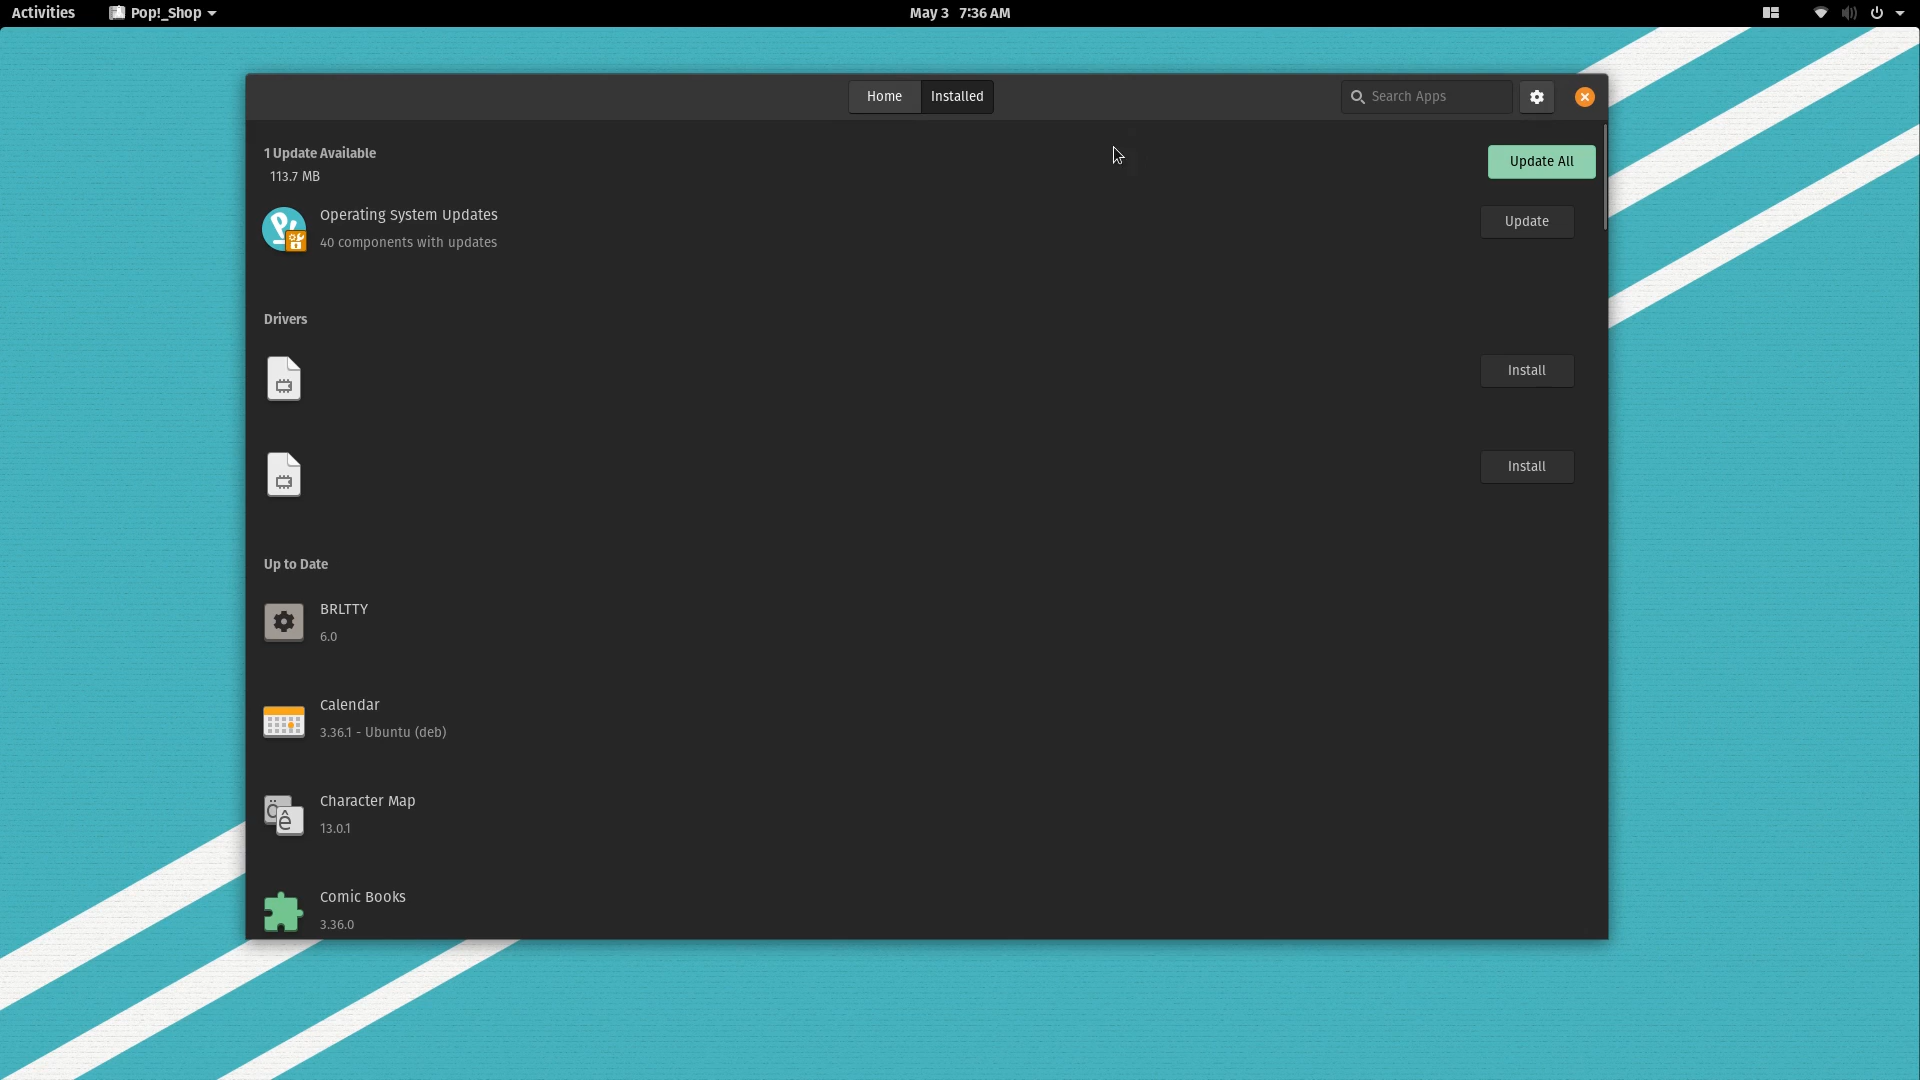 Activities
Pop!_Shop
May 3 7:36 AM
Home
Installed
Search Apps
1 Update Available
113.7 MB
Update All
Operating System Updates
40 components with updates
Update
Drivers
Install
Install
Up to Date
BRLTTY
6.0
Calendar
3.36.1 - Ubuntu (deb)
Character Map
13.0.1
Comic Books
3.36.0